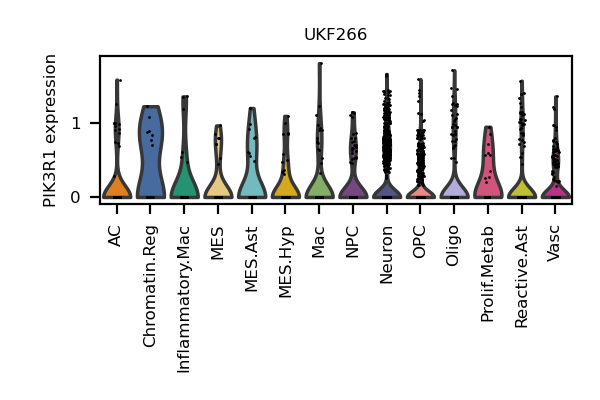 UKF266
PIK3R1 expression
1
0
AC
Chromatin.Reg
Inflammatory.Mac
MES
MES.Ast
MES.Hyp
Mac
NPC
Neuron
OPC
Oligo
Prolif.Metab
Reactive.Ast
Vasc